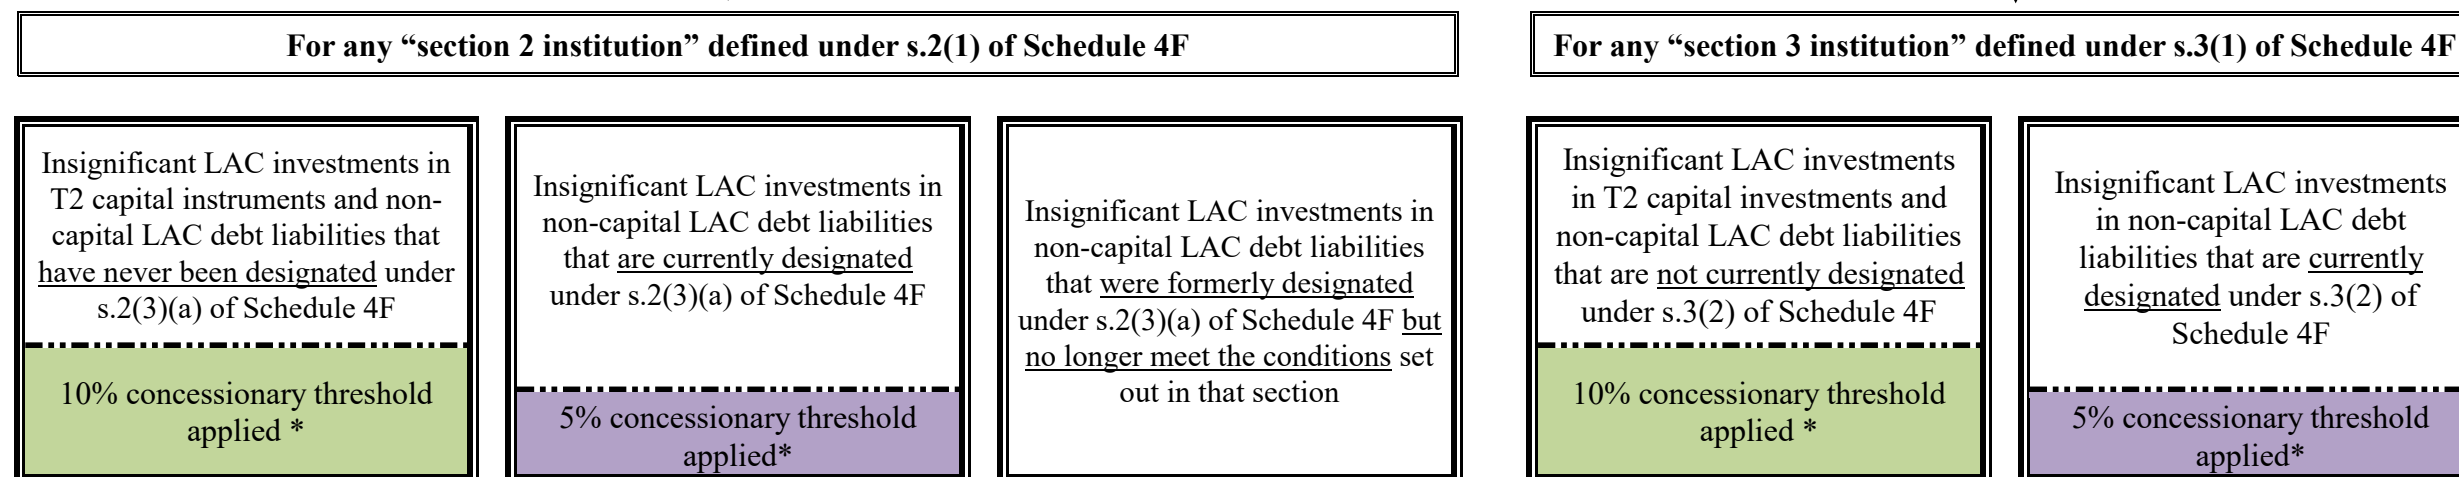 For any “section 2 institution” defined under s.2(1) of Schedule 4F
For any “section 3 institution” defined under s.3(1) of Schedule 4F
Insignificant LAC investments in
T2 capital instruments and non-
capital LAC debt liabilities that
have never been designated under
s.2(3)(a) of Schedule 4F
10% concessionary threshold
applied *
Insignificant LAC investments in
non-capital LAC debt liabilities
that are currently designated
under s.2(3)(a) of Schedule 4F
5% concessionary threshold
applied*
Insignificant LAC investments in
non-capital LAC debt liabilities
that were formerly designated
under s.2(3)(a) of Schedule 4F but
no longer meet the conditions set
out in that section
Insignificant LAC investments
in T2 capital investments and
non-capital LAC debt liabilities
that are not currently designated
under s.3(2) of Schedule 4F
10% concessionary threshold
applied *
Insignificant LAC investments
in non-capital LAC debt
liabilities that are currently
designated under s.3(2) of
Schedule 4F
5% concessionary threshold
applied*